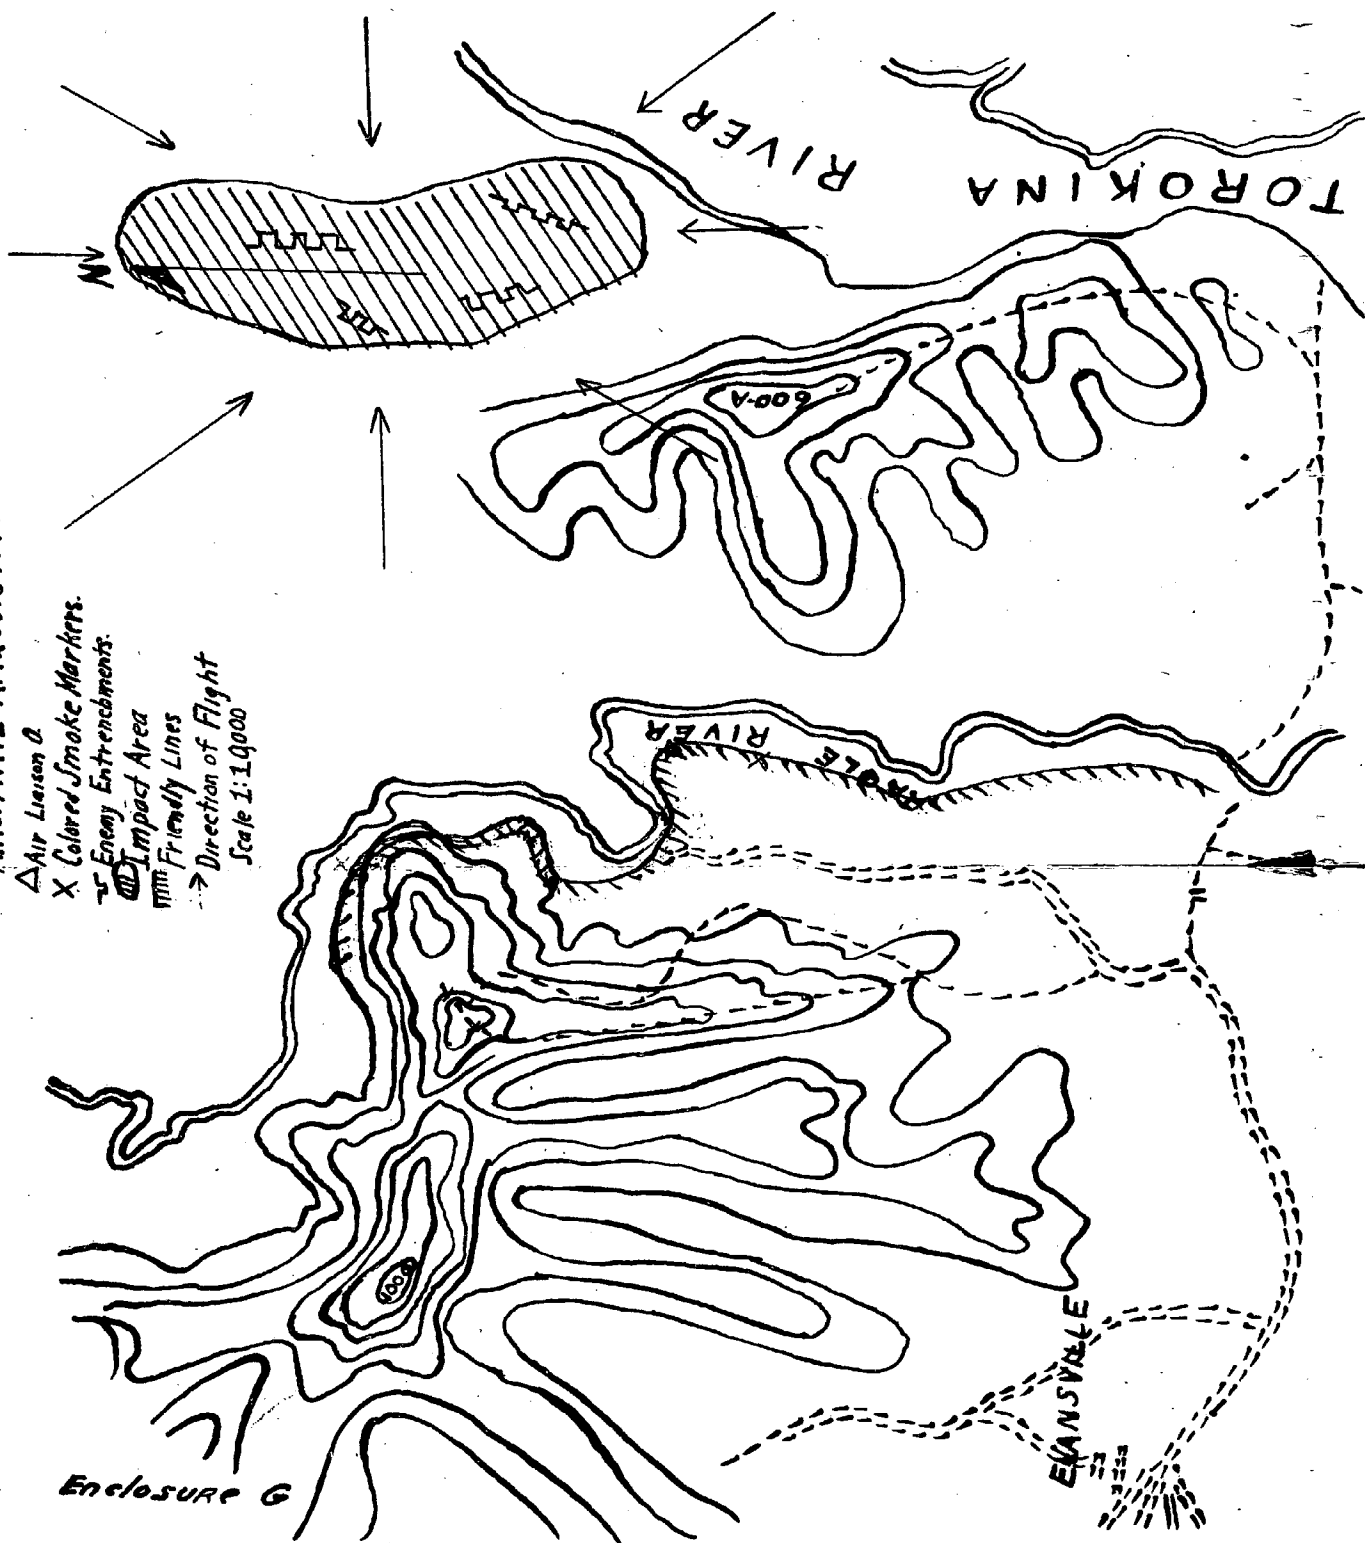 TOROKINA
RIVER
N
600-A
△ Air Liaison
X Colored Smoke Markers.
Enemy Entrenchments.
Impact Area
Friendly Lines
--> Direction of Flight
Scale 1:10,000
RIVER
1000
EVANSVILLE
Enclosure G